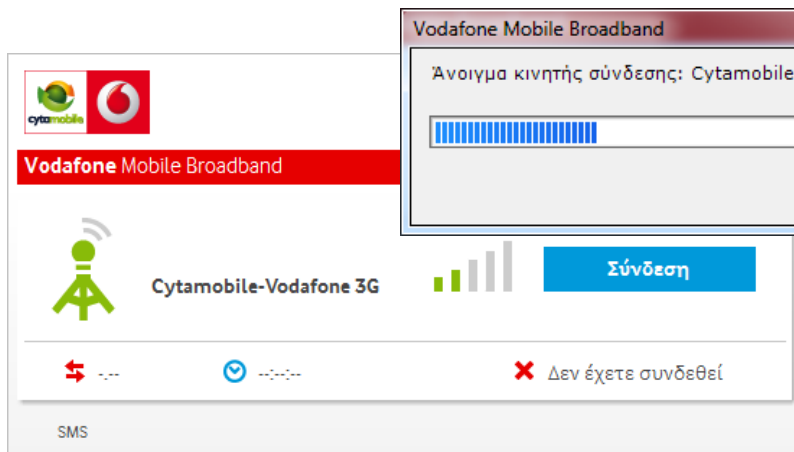 Vodafone Mobile Broadband
Άνοιγμα κινητής σύνδεσης: Cytamobile
cytamobile
Vodafone Mobile Broadband
Cytamobile-Vodafone 3G
Σύνδεση
-.--
--:--:--
Δεν έχετε συνδεθεί
SMS